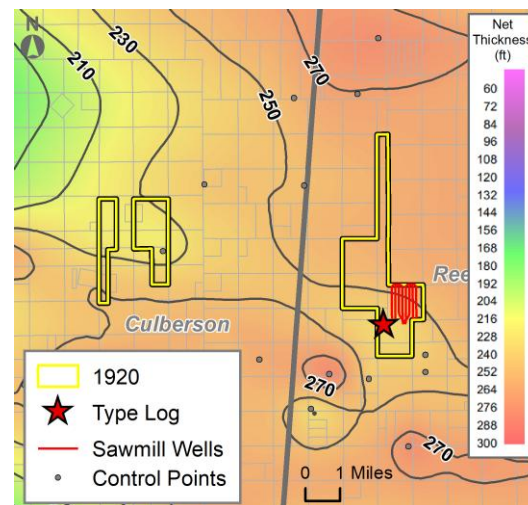 N
230
210
250
270
Net
Thickness
(ft)
60
72
84
96
108
120
132
144
156
168
180
192
204
216
228
240
252
264
276
288
300
Ree
Culberson
270
270
1920
Type Log
Sawmill Wells
Control Points
0 1 Miles